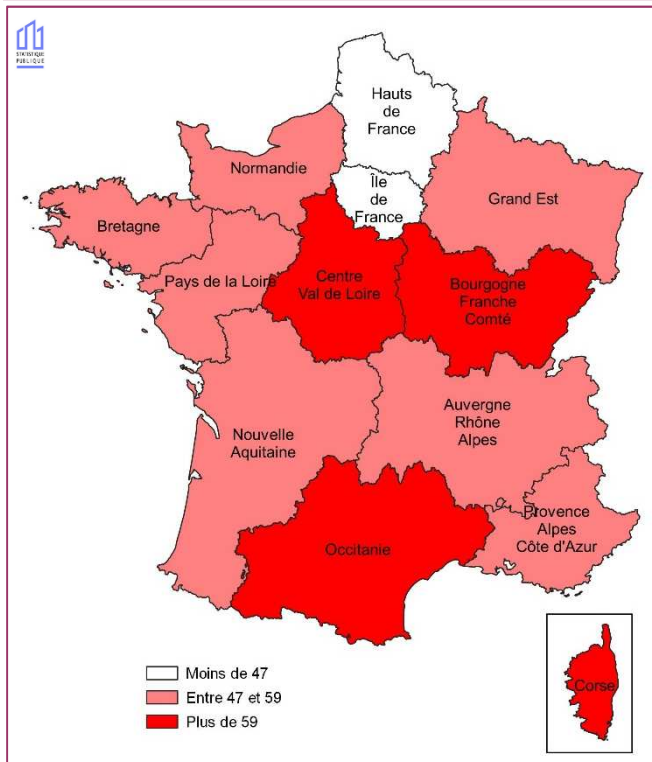 STATISTIQUE
PUBLIQUE
Hauts
de
France
Normandie
Île
de
France
Grand Est
Bretagne
Pays de la Loire
Centre
Val de Loire
Bourgogne
Franche
Comté
Auvergne
Rhône
Alpes
Nouvelle
Aquitaine
Provence
Alpes
Côte d'Azur
Occitanie
Corse
Moins de 47
Entre 47 et 59
Plus de 59